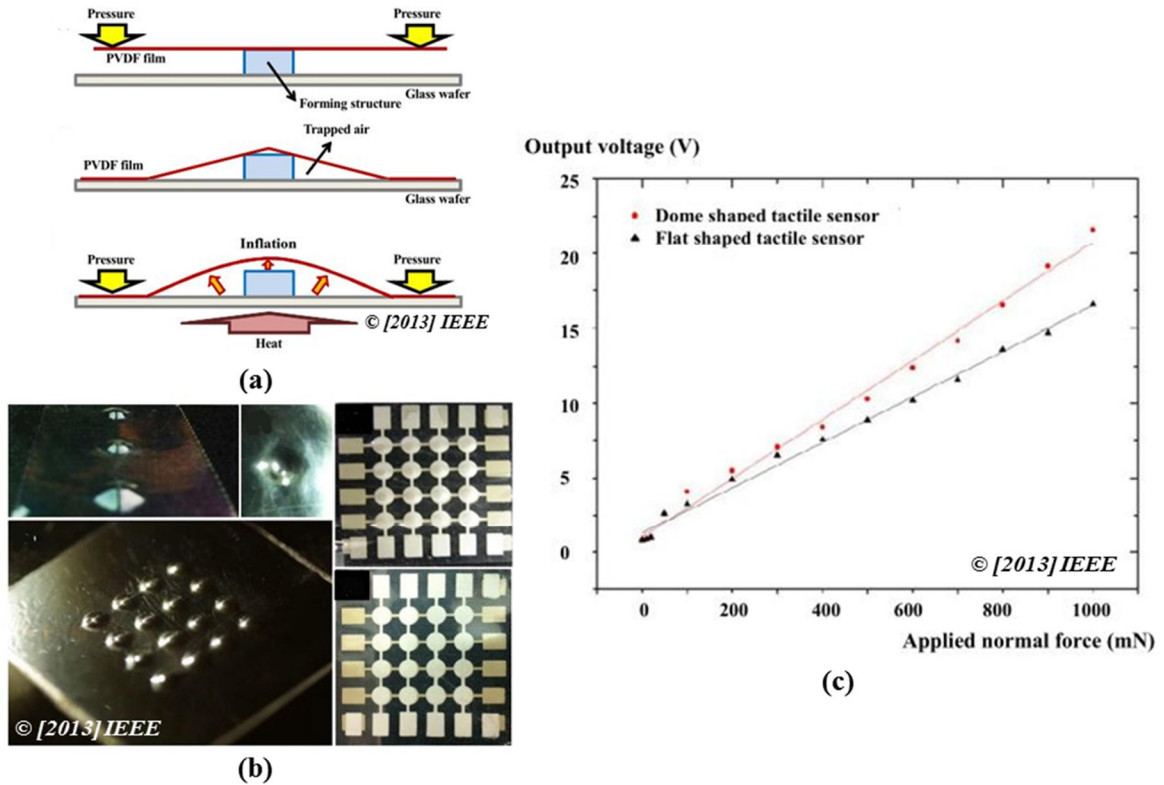 Pressure
Pressure
PVDF film
Glass wafer
Forming structure
Trapped air
PVDF film
Glass wafer
Inflation
Pressure
Pressure
© [2013] IEEE
Heat
(a)
© [2013] IEEE
(b)
Output voltage (V)
25
20
15
10
5
0
Dome shaped tactile sensor
Flat shaped tactile sensor
© [2013] IEEE
0 200 400 600 800 1000
Applied normal force (mN)
(c)